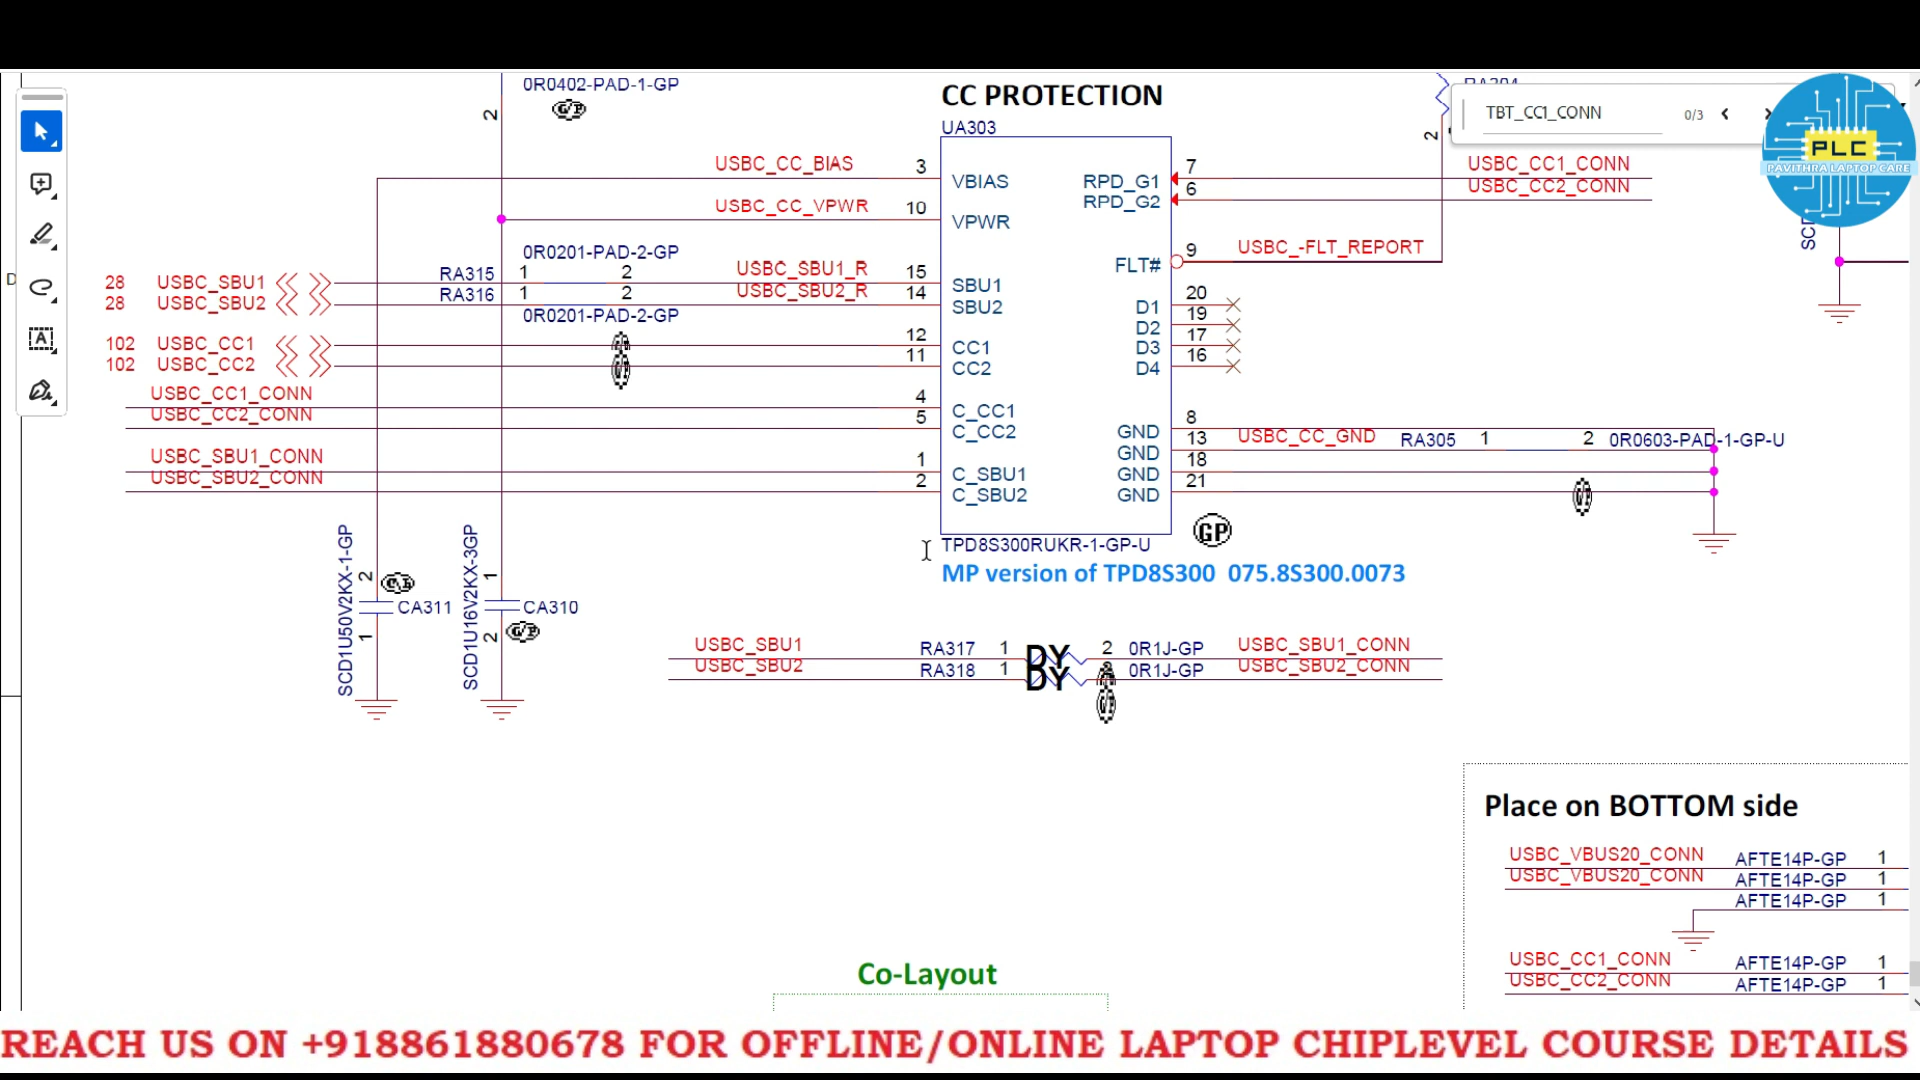 0R0402-PAD-1-GP
2
CC PROTECTION
UA303
TBT_CC1_CONN
0/3
2
PLC
PAVITHRA LAPTOP CARE
USBC_CC_BIAS 3 VBIAS
RPD_G1 7 USBC_CC1_CONN
RPD_G2 6 USBC_CC2_CONN
USBC_CC_VPWR 10 VPWR
FLT# 9 USBC_-FLT_REPORT
0R0201-PAD-2-GP
28 USBC_SBU1 RA315 1 2 USBC_SBU1_R 15 SBU1
28 USBC_SBU2 RA316 1 2 USBC_SBU2_R 14 SBU2
0R0201-PAD-2-GP
D1 20
D2 19
D3 17
D4 16
D
102 USBC_CC1 12 CC1
102 USBC_CC2 11 CC2
USBC_CC1_CONN 4 C_CC1
USBC_CC2_CONN 5 C_CC2
USBC_SBU1_CONN 1 C_SBU1
USBC_SBU2_CONN 2 C_SBU2
GND 8
GND 13 USBC_CC_GND RA305 1 2 0R0603-PAD-1-GP-U
GND 18
GND 21
GP
TPD8S300RUKR-1-GP-U
MP version of TPD8S300 075.8S300.0073
SCD1U50V2KX-1-GP 2 1 CA311
SCD1U16V2KX-3GP 1 2 CA310
USBC_SBU1 RA317 1 DY 2 0R1J-GP USBC_SBU1_CONN
USBC_SBU2 RA318 1 DY 0R1J-GP USBC_SBU2_CONN
Place on BOTTOM side
USBC_VBUS20_CONN AFTE14P-GP 1
USBC_VBUS20_CONN AFTE14P-GP 1
AFTE14P-GP 1
USBC_CC1_CONN AFTE14P-GP 1
USBC_CC2_CONN AFTE14P-GP 1
Co-Layout
REACH US ON +918861880678 FOR OFFLINE/ONLINE LAPTOP CHIPLEVEL COURSE DETAILS